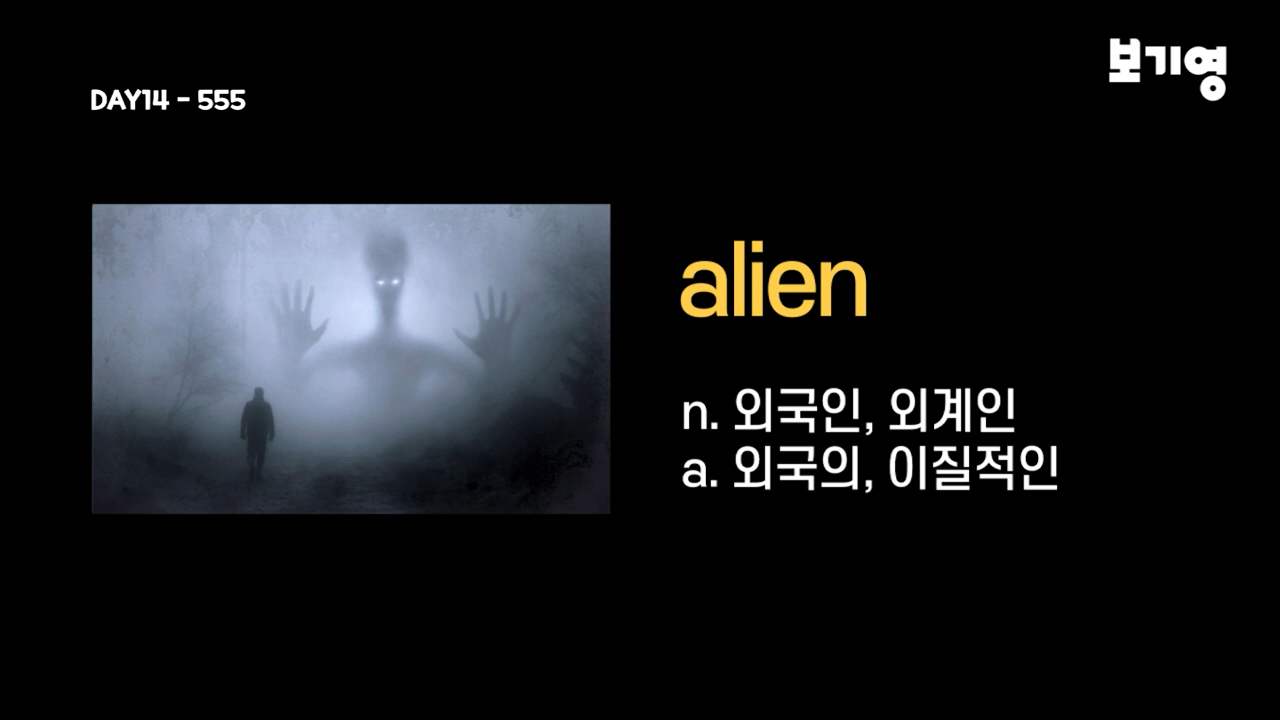 보기영
DAY14 - 555
alien
n. 외국인, 외계인
a. 외국의, 이질적인